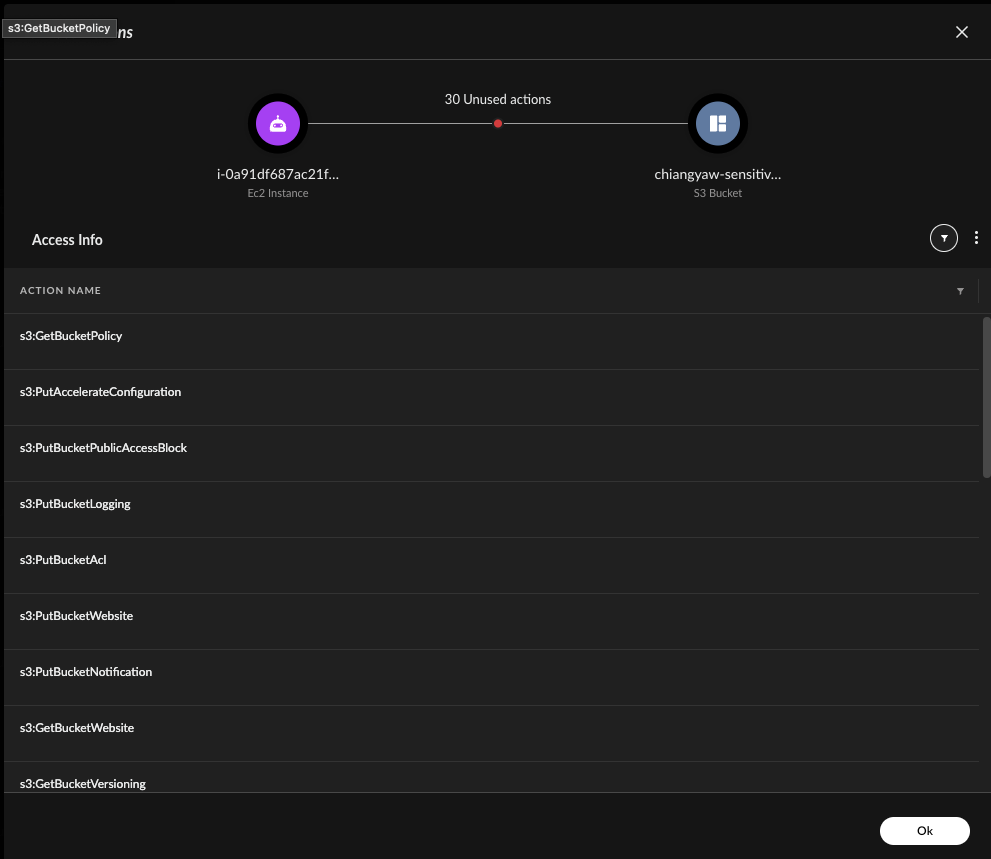 s3:GetBucketPolicy
ns
30 Unused actions
i-0a91df687ac21f...
Ec2 Instance
chiangyaw-sensitiv...
S3 Bucket
Access Info
ACTION NAME
s3:GetBucketPolicy
s3:PutAccelerateConfiguration
s3:PutBucketPublicAccessBlock
s3:PutBucketLogging
s3:PutBucketAcl
s3:PutBucketWebsite
s3:PutBucketNotification
s3:GetBucketWebsite
s3:GetBucketVersioning
Ok